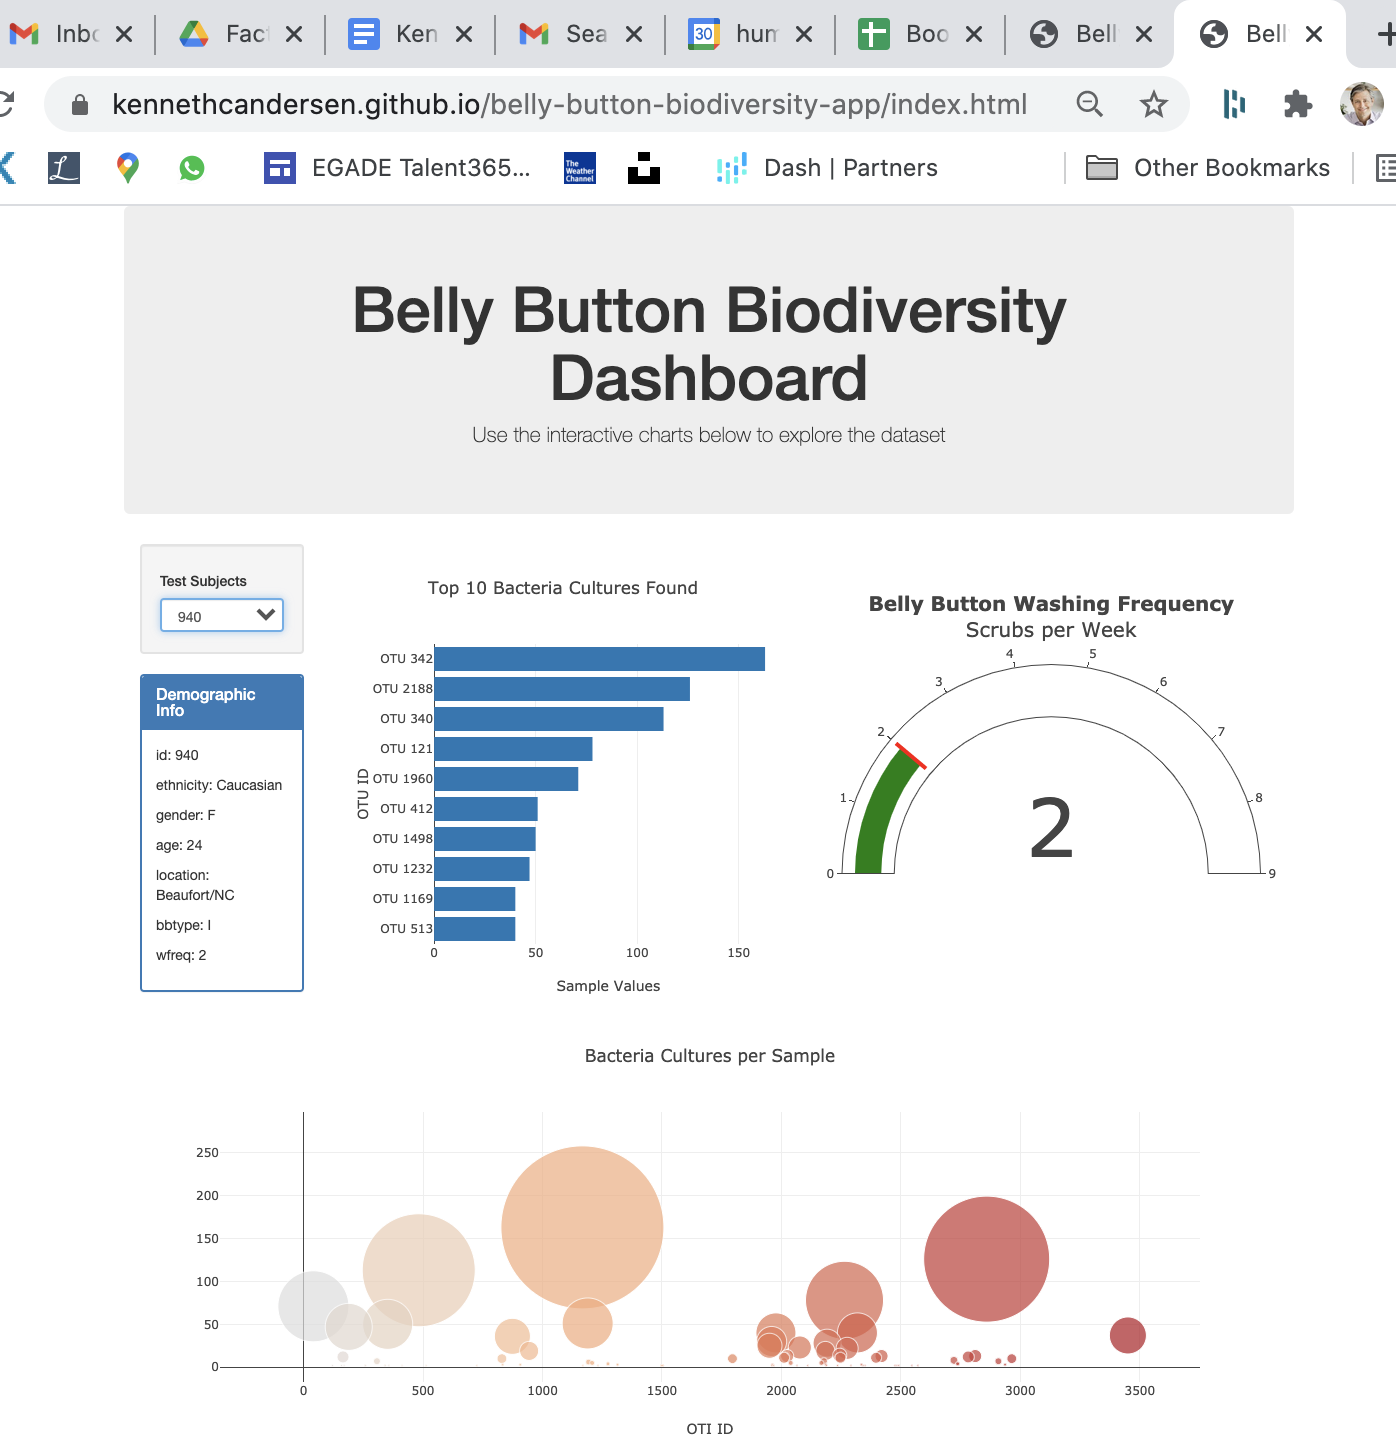 Inbo
Fact
Ken
Sea
30
hum
Boo
Bell
Bell
kennethcandersen.github.io/belly-button-biodiversity-app/index.html
L
EGADE Talent365...
The
Weather
Channel
Dash | Partners
Other Bookmarks
Belly Button Biodiversity
Dashboard
Use the interactive charts below to explore the dataset
Test Subjects
940
Demographic
Info
id: 940
ethnicity: Caucasian
gender: F
age: 24
location:
Beaufort/NC
bbtype: I
wfreq: 2
Top 10 Bacteria Cultures Found
OTU ID
OTU 342
OTU 2188
OTU 340
OTU 121
OTU 1960
OTU 412
OTU 1498
OTU 1232
OTU 1169
OTU 513
0 50 100 150
Sample Values
Belly Button Washing Frequency
Scrubs per Week
0
1
2
3
4
5
6
7
8
9
2
Bacteria Cultures per Sample
250
200
150
100
50
0
0 500 1000 1500 2000 2500 3000 3500
OTI ID